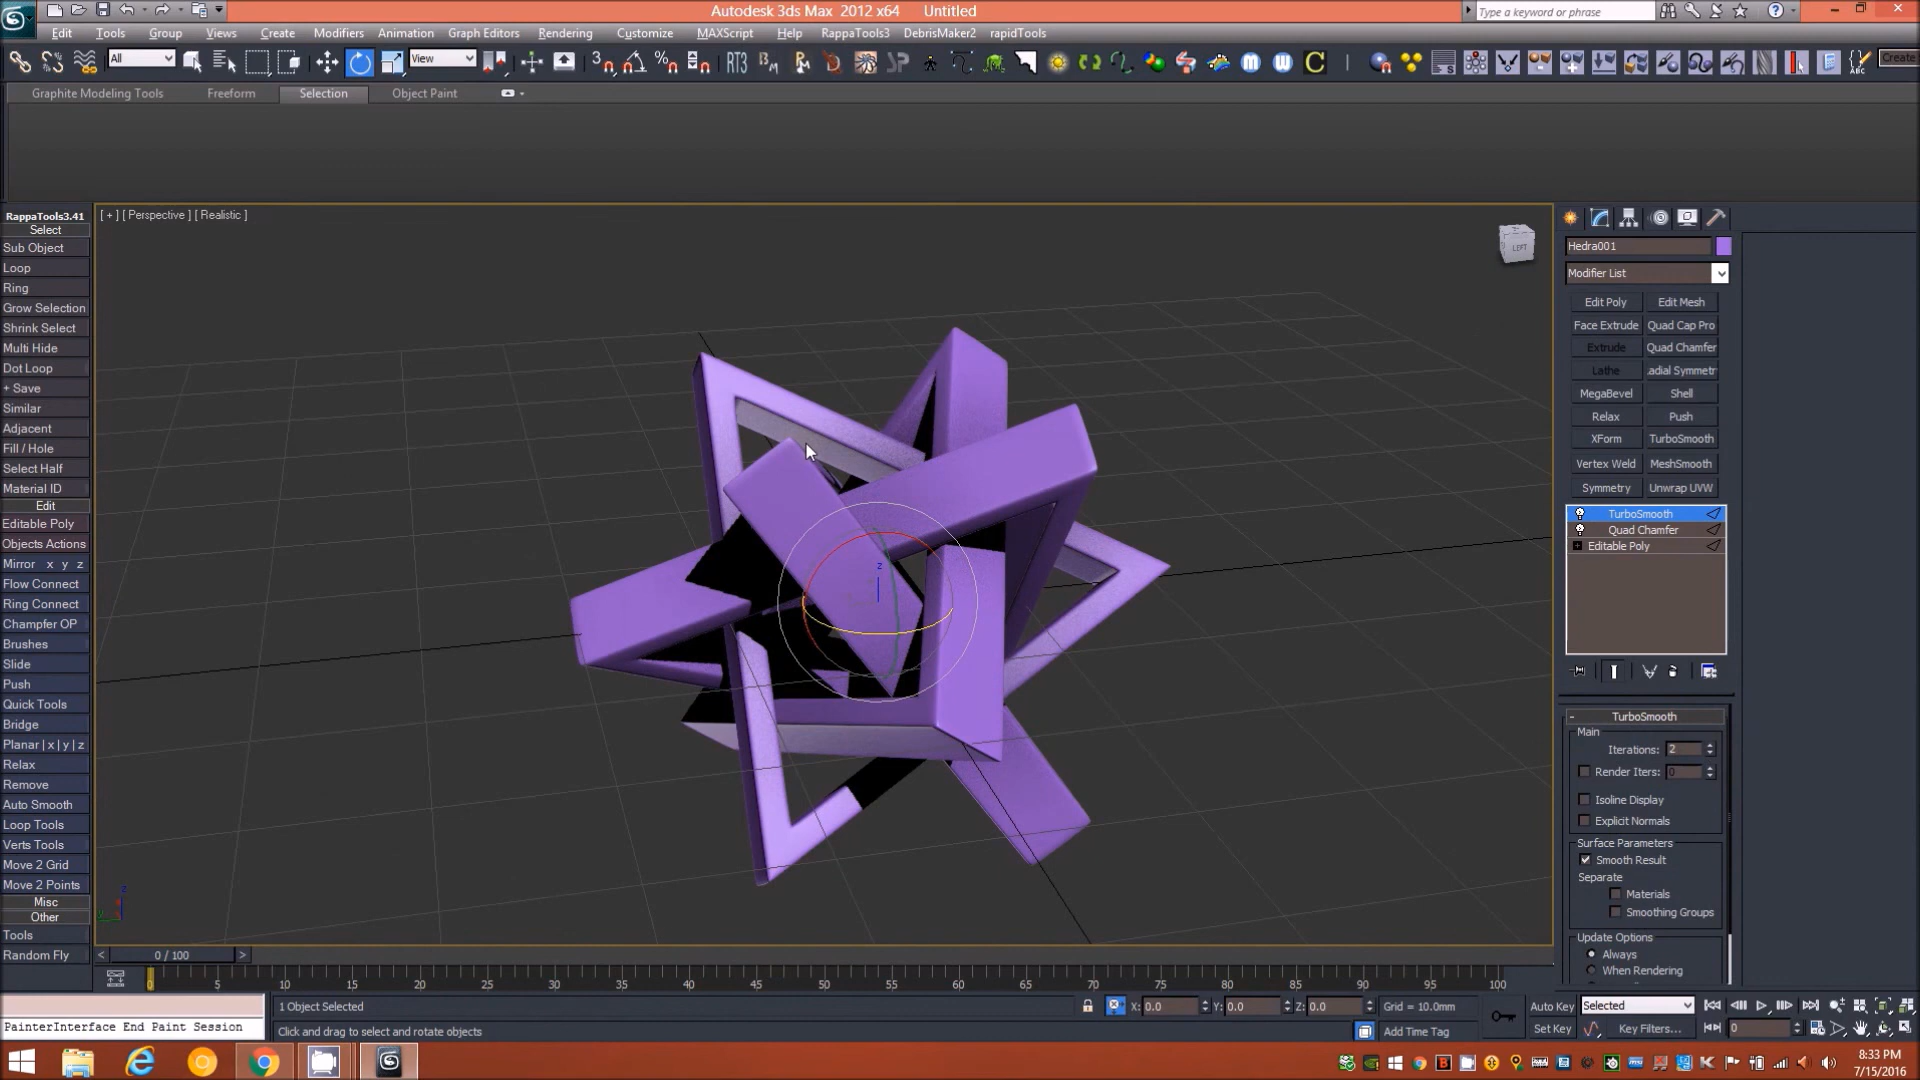 Autodesk 3ds Max 2012 x64 Untitled
Type a keyword or phrase
Edit Tools Group Views Create Modifiers Animation Graph Editors Rendering Customize MAXScript Help RappaTools3 DebrisMaker2 rapidTools
All View RT3 Create
Graphite Modeling Tools Freeform Selection Object Paint
RappaTools3.41
Select
Sub Object
Loop
Ring
Grow Selection
Shrink Select
Multi Hide
Dot Loop
+ Save
Similar
Adjacent
Fill / Hole
Select Half
Material ID
Edit
Editable Poly
Objects Actions
Mirror x y z
Flow Connect
Ring Connect
Champfer OP
Brushes
Slide
Push
Quick Tools
Bridge
Planar | x | y | z
Relax
Remove
Auto Smooth
Loop Tools
Verts Tools
Move 2 Grid
Move 2 Points
Misc
Other
Tools
Random Fly
[ + ] [ Perspective ] [ Realistic ]
LEFT
z
Hedra001
Modifier List
Edit Poly Edit Mesh
Face Extrude Quad Cap Pro
Extrude Quad Chamfer
Lathe adial Symmetr
MegaBevel Shell
Relax Push
XForm TurboSmooth
Vertex Weld MeshSmooth
Symmetry Unwrap UVW
TurboSmooth
Quad Chamfer
Editable Poly
TurboSmooth
Main
Iterations: 2
Render Iters: 0
Isoline Display
Explicit Normals
Surface Parameters
Smooth Result
Separate
Materials
Smoothing Groups
Update Options
Always
When Rendering
0 / 100
0 5 10 15 20 25 30 35 40 45 50 55 60 65 70 75 80 85 90 95 100
1 Object Selected X: 0.0 Y: 0.0 Z: 0.0 Grid = 10.0mm Auto Key Selected
PainterInterface End Paint Session Click and drag to select and rotate objects Add Time Tag Set Key Key Filters... 0
8:33 PM
7/15/2016